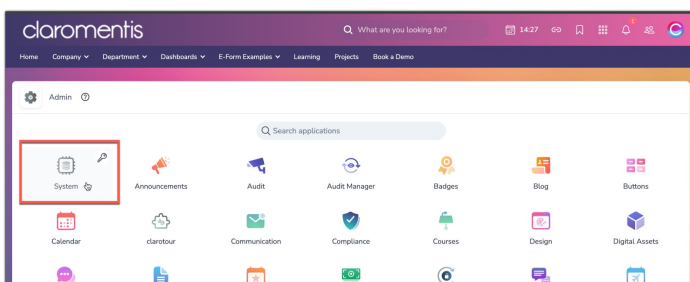 claromentis
What are you looking for?
14:27
1
Home Company Department Dashboards E-Form Examples Learning Projects Book a Demo
Admin
Search applications
System Announcements Audit Audit Manager Badges Blog Buttons
Calendar clarotour Communication Compliance Courses Design Digital Assets